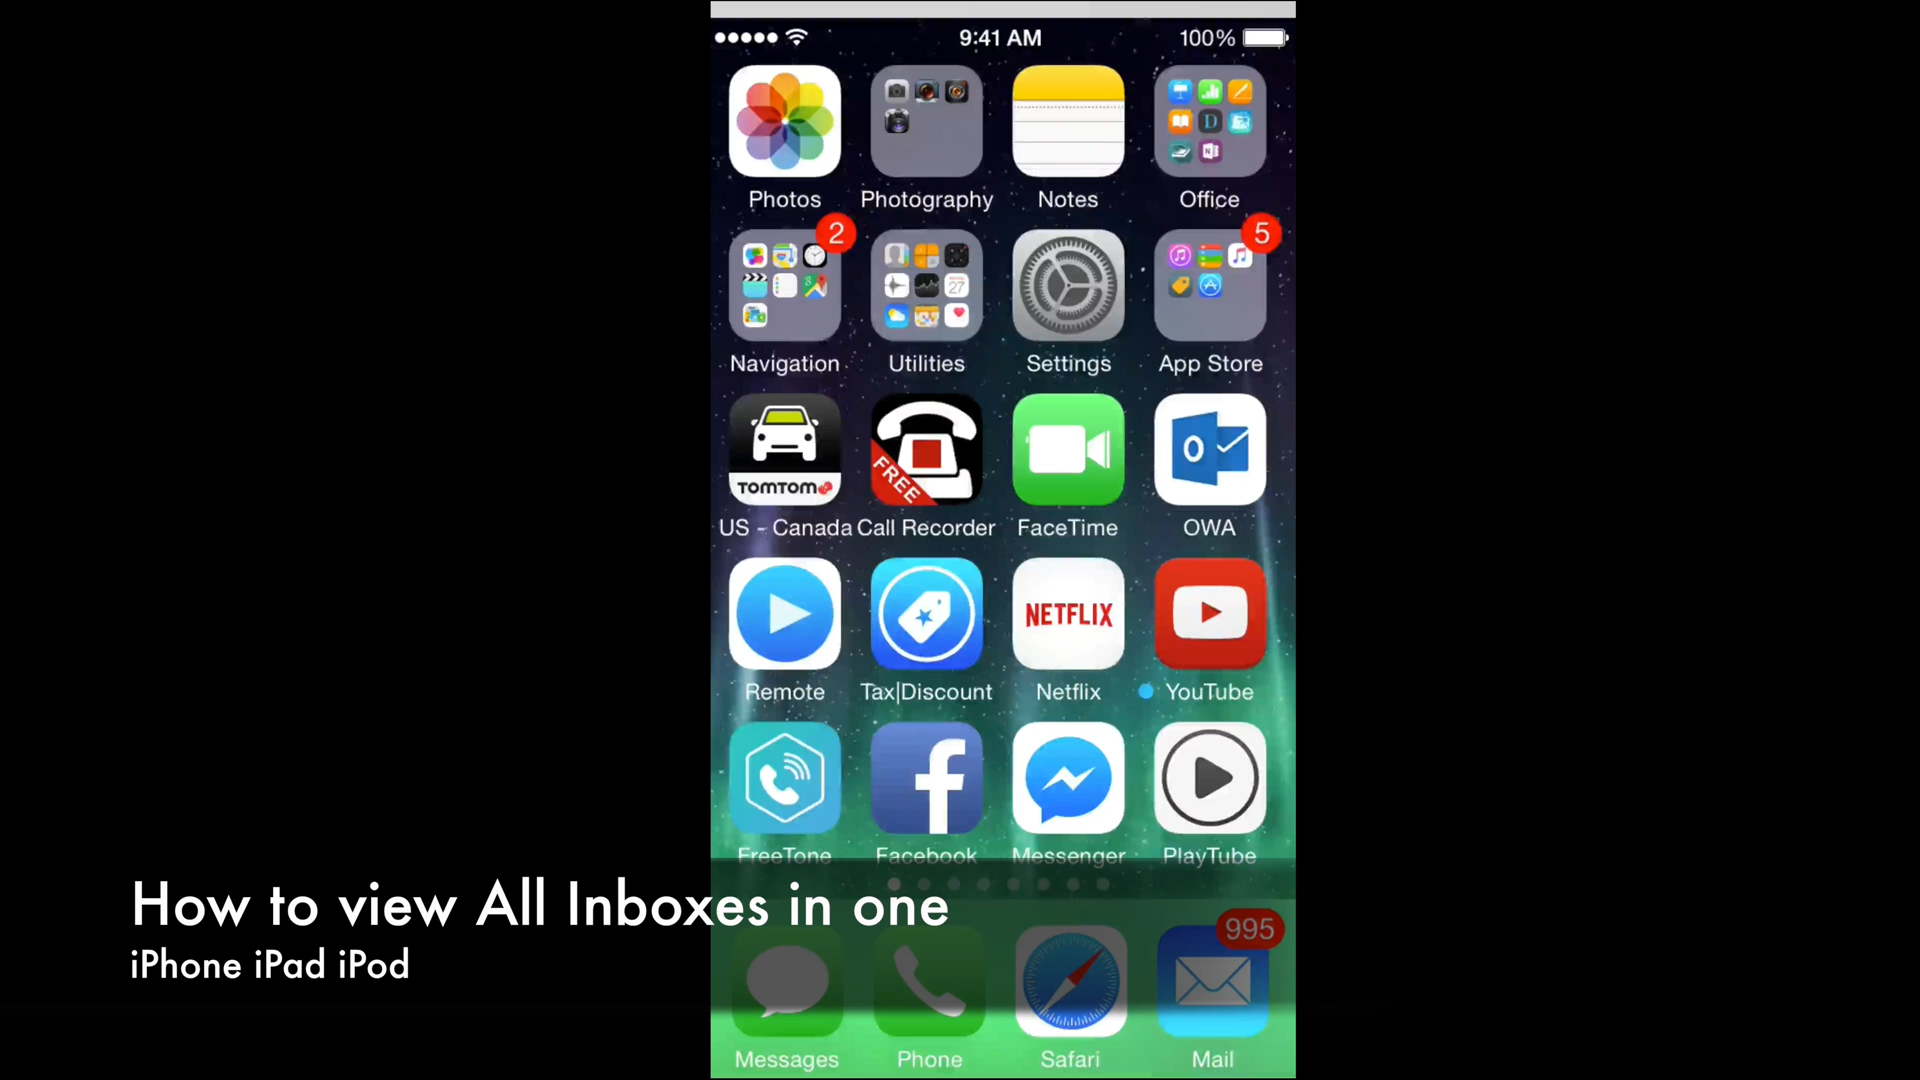 9:41 AM 100%
Photos Photography Notes Office
2 5
27
Navigation Utilities Settings App Store
TOMTOM FREE
US - Canada Call Recorder FaceTime OWA
NETFLIX
Remote Tax|Discount Netflix YouTube
FreeTone Facebook Messenger PlayTube
How to view All Inboxes in one
995
iPhone iPad iPod
Messages Phone Safari Mail